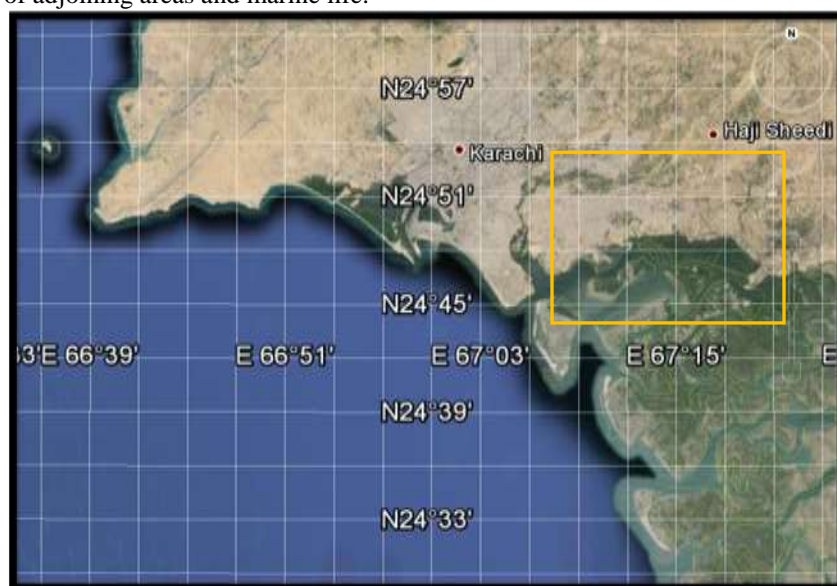 of adjoining areas and marine life.
N
N24°57'
Haji Sheedi
Karachi
N24°51'
N24°45'
33'E 66°39'
E 66°51'
E 67°03'
E 67°15'
E
N24°39'
N24°33'